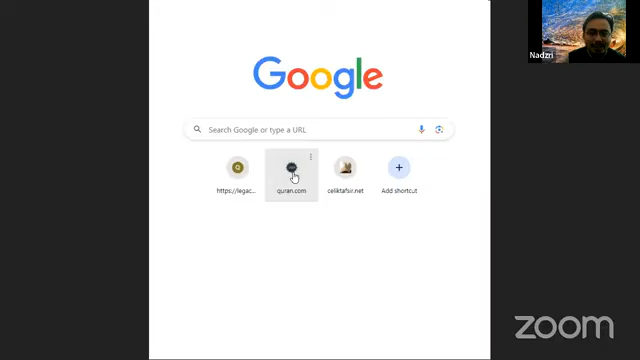 Nadzri
Google
Search Google or type a URL
https://legac...
quran.com
celiktafsir.net
Add shortcut
zoom